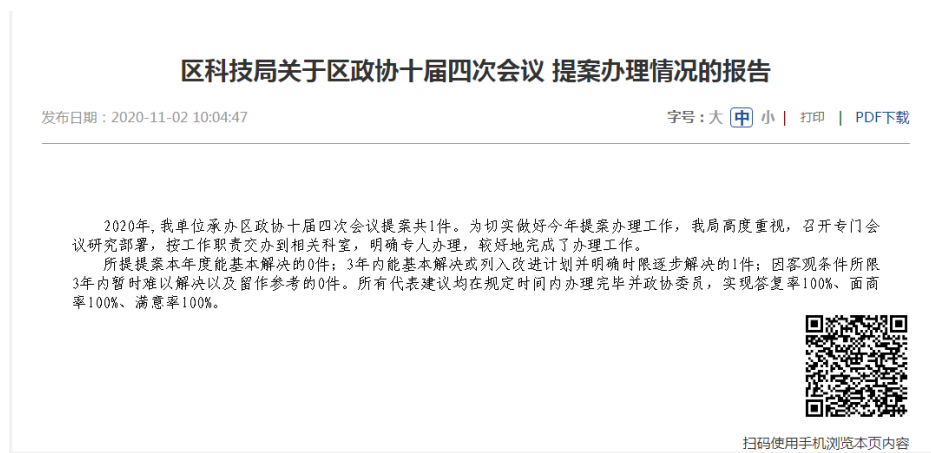 区科技局关于区政协十届四次会议 提案办理情况的报告
发布日期：2020-11-02 10:04:47 字号：大 中 小 | 打印 | PDF下载
2020年,我单位承办区政协十届四次会议提案共1件。为切实做好今年提案办理工作，我局高度重视，召开专门会
议研究部署，按工作职责交办到相关科室，明确专人办理，较好地完成了办理工作。
所提提案本年度能基本解决的0件；3年内能基本解决或列入改进计划并明确时限逐步解决的1件；因客观条件所限
3年内暂时难以解决以及留作参考的0件。所有代表建议均在规定时间内办理完毕并政协委员，实现答复率100%、面商
率100%、满意率100%。
扫码使用手机浏览本页内容